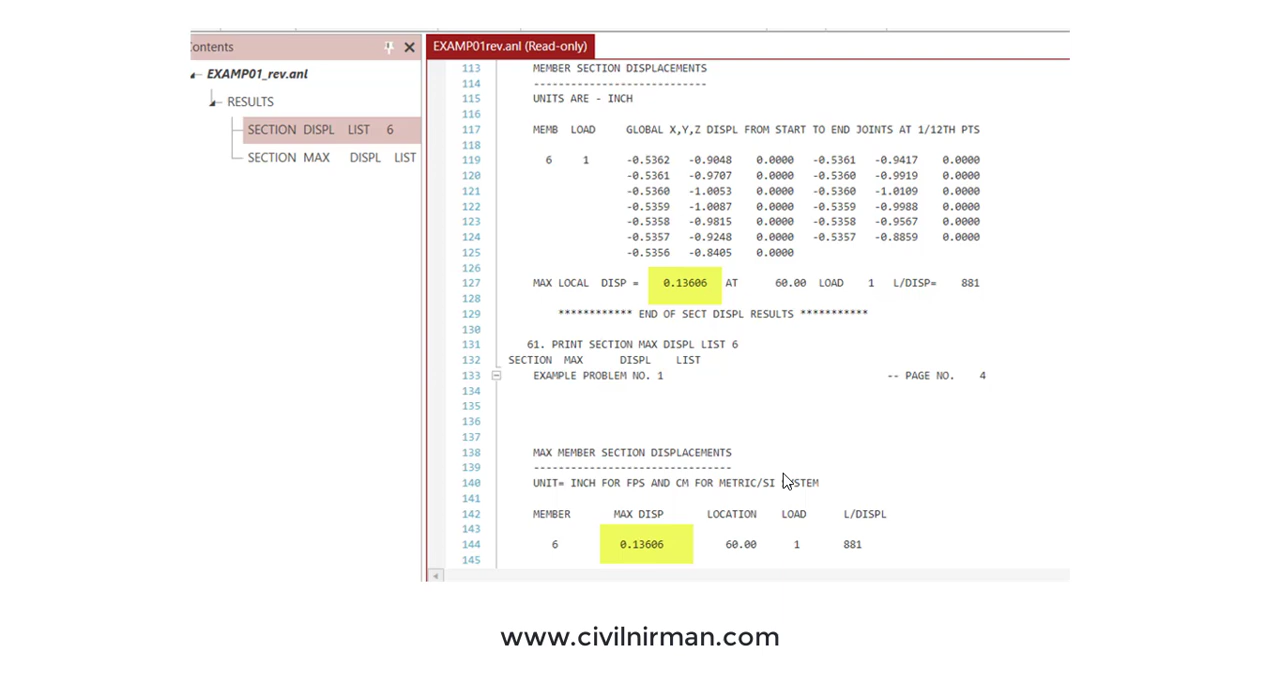 ontents
EXAMP01_rev.anl
RESULTS
SECTION DISPL LIST 6
SECTION MAX DISPL LIST
EXAMP01rev.anl (Read-only)
113 MEMBER SECTION DISPLACEMENTS
114 ----------------------------
115 UNITS ARE - INCH
116
117 MEMB LOAD GLOBAL X,Y,Z DISPL FROM START TO END JOINTS AT 1/12TH PTS
118
119 6 1 -0.5362 -0.9048 0.0000 -0.5361 -0.9417 0.0000
120 -0.5361 -0.9707 0.0000 -0.5360 -0.9919 0.0000
121 -0.5360 -1.0053 0.0000 -0.5360 -1.0109 0.0000
122 -0.5359 -1.0087 0.0000 -0.5359 -0.9988 0.0000
123 -0.5358 -0.9815 0.0000 -0.5358 -0.9567 0.0000
124 -0.5357 -0.9248 0.0000 -0.5357 -0.8859 0.0000
125 -0.5356 -0.8405 0.0000
126
127 MAX LOCAL DISP = 0.13606 AT 60.00 LOAD 1 L/DISP= 881
128
129 ************ END OF SECT DISPL RESULTS ***********
130
131 61. PRINT SECTION MAX DISPL LIST 6
132 SECTION MAX DISPL LIST
133 EXAMPLE PROBLEM NO. 1 -- PAGE NO. 4
134
135
136
137
138 MAX MEMBER SECTION DISPLACEMENTS
139 --------------------------------
140 UNIT= INCH FOR FPS AND CM FOR METRIC/SI SYSTEM
141
142 MEMBER MAX DISP LOCATION LOAD L/DISPL
143
144 6 0.13606 60.00 1 881
145
www.civilnirman.com